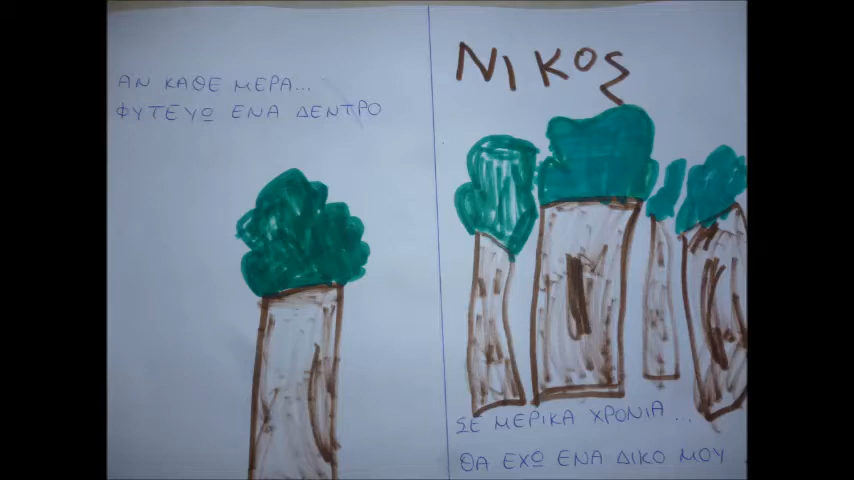 ΑΝ ΚΑΘΕ ΜΕΡΑ...
ΦΥΤΕΥΩ ΕΝΑ ΔΕΝΤΡΟ
ΝΙΚΟΣ
ΣΕ ΜΕΡΙΚΑ ΧΡΟΝΙΑ...
ΘΑ ΕΧΩ ΕΝΑ ΔΙΚΟ ΜΟΥ